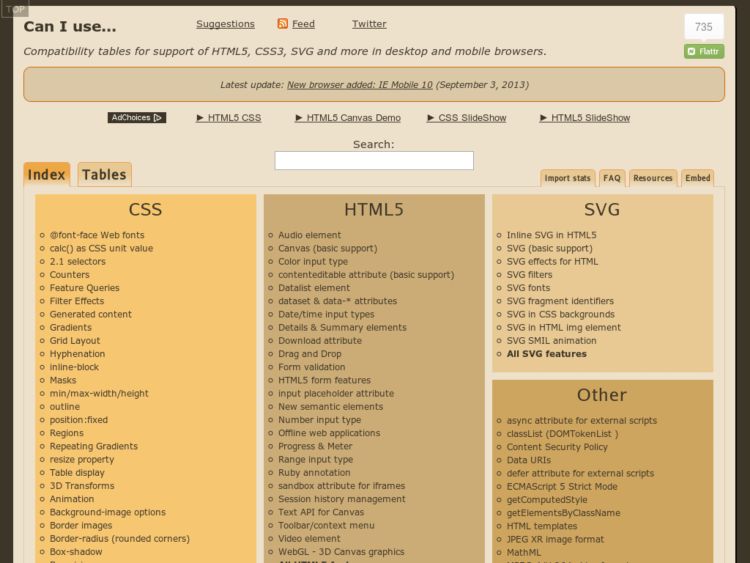 TOP
Can I use...
Suggestions
Feed
Twitter
735
Flattr
Compatibility tables for support of HTML5, CSS3, SVG and more in desktop and mobile browsers.
Latest update: New browser added: IE Mobile 10 (September 3, 2013)
AdChoices
► HTML5 CSS
► HTML5 Canvas Demo
► CSS SlideShow
► HTML5 SlideShow
Search:
Index
Tables
Import stats
FAQ
Resources
Embed
CSS
@font-face Web fonts
calc() as CSS unit value
2.1 selectors
Counters
Feature Queries
Filter Effects
Generated content
Gradients
Grid Layout
Hyphenation
inline-block
Masks
min/max-width/height
outline
position:fixed
Regions
Repeating Gradients
resize property
Table display
3D Transforms
Animation
Background-image options
Border images
Border-radius (rounded corners)
Box-shadow
HTML5
Audio element
Canvas (basic support)
Color input type
contenteditable attribute (basic support)
Datalist element
dataset & data-* attributes
Date/time input types
Details & Summary elements
Download attribute
Drag and Drop
Form validation
HTML5 form features
input placeholder attribute
New semantic elements
Number input type
Offline web applications
Progress & Meter
Range input type
Ruby annotation
sandbox attribute for iframes
Session history management
Text API for Canvas
Toolbar/context menu
Video element
WebGL - 3D Canvas graphics
SVG
Inline SVG in HTML5
SVG (basic support)
SVG effects for HTML
SVG filters
SVG fonts
SVG fragment identifiers
SVG in CSS backgrounds
SVG in HTML img element
SVG SMIL animation
All SVG features
Other
async attribute for external scripts
classList (DOMTokenList )
Content Security Policy
Data URIs
defer attribute for external scripts
ECMAScript 5 Strict Mode
getComputedStyle
getElementsByClassName
HTML templates
JPEG XR image format
MathML